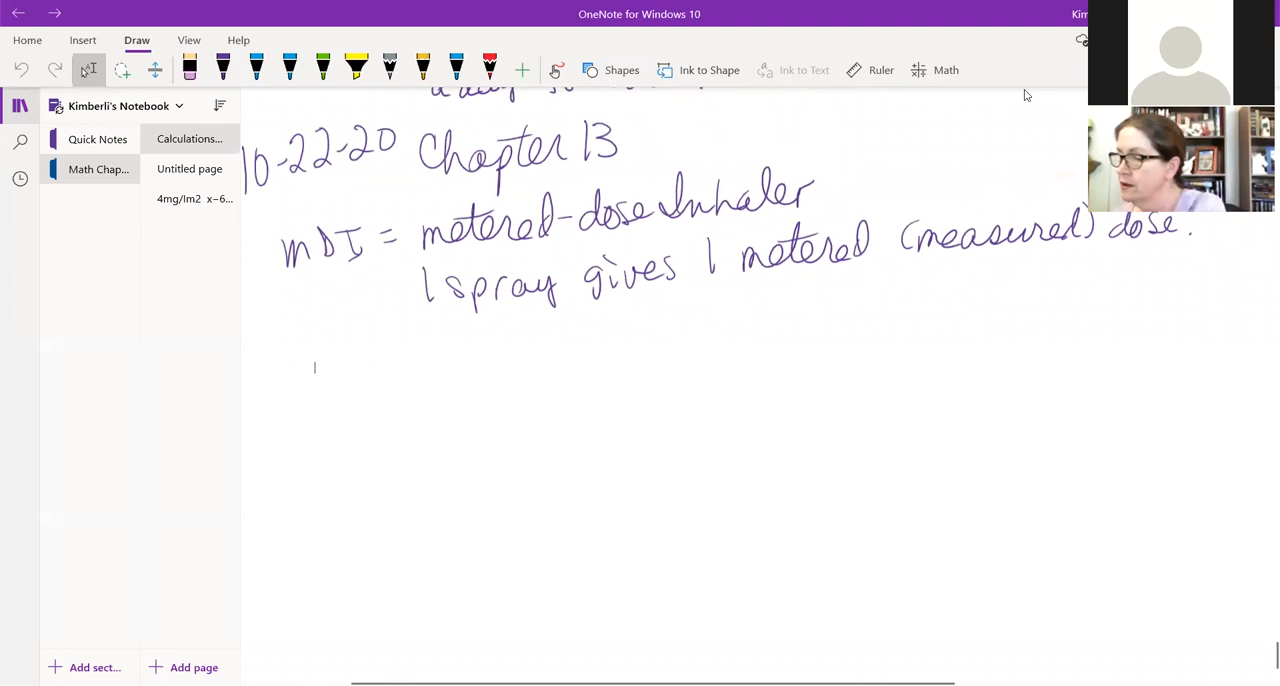 OneNote for Windows 10
Kim
Home Insert Draw View Help
Shapes Ink to Shape Ink to Text Ruler Math
Kimberli's Notebook
Quick Notes
Math Chap...
Calculations...
Untitled page
4mg/lm2 x−6...
10-22-20 Chapter 13
MDI = metered-dose Inhaler
1 spray gives 1 metered (measured) dose.
Add sect... Add page